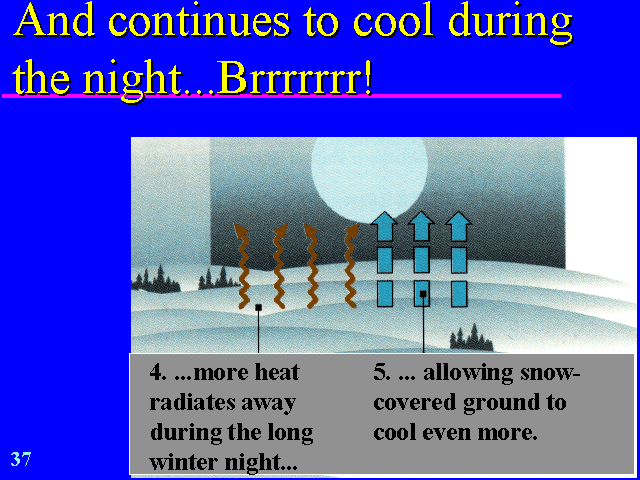 And continues to cool during
the night...Brrrrrrr!
4. ...more heat
radiates away
during the long
winter night...
5. ... allowing snow-
covered ground to
cool even more.
37